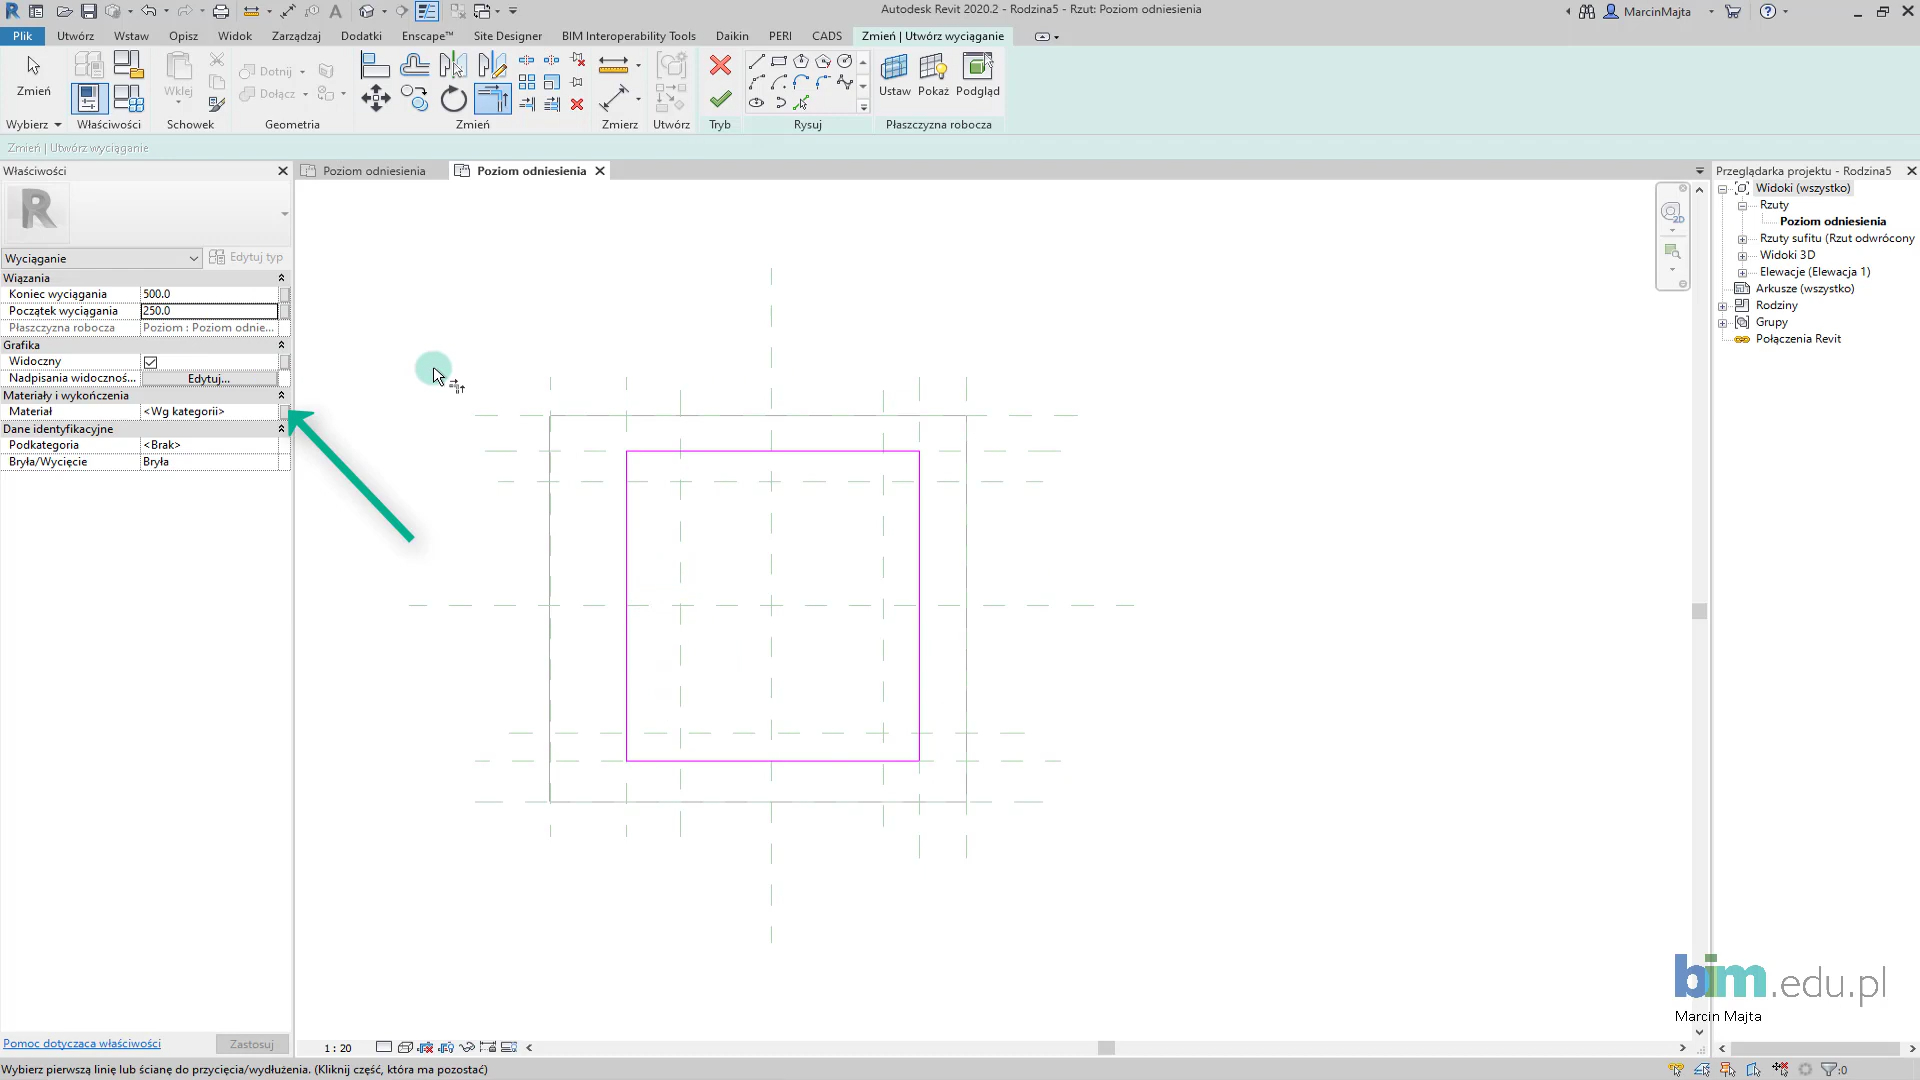 Autodesk Revit 2020.2 - Rodzina5 - Rzut: Poziom odniesienia
MarcinMajta
Plik Utwórz Wstaw Opisz Widok Zarządzaj Dodatki Enscape™ Site Designer BIM Interoperability Tools Daikin PERI CADS Zmień | Utwórz wyciąganie
Zmień
Wklej
Dotnij
Dołącz
Ustaw Pokaż Podgląd
Wybierz Właściwości Schowek Geometria Zmień Zmierz Utwórz Tryb Rysuj Płaszczyzna robocza
Zmień | Utwórz wyciąganie
Właściwości
Wyciąganie
Edytuj typ
Wiązania
Koniec wyciągania 500.0
Początek wyciągania 250.0
Płaszczyzna robocza Poziom : Poziom odnie...
Grafika
Widoczny
Nadpisania widocznoś... Edytuj...
Materiały i wykończenia
Materiał <Wg kategorii>
Dane identyfikacyjne
Podkategoria <Brak>
Bryła/Wycięcie Bryła
Pomoc dotycząca właściwości
Zastosuj
Poziom odniesienia Poziom odniesienia
2D
Przeglądarka projektu - Rodzina5
Widoki (wszystko)
Rzuty
Poziom odniesienia
Rzuty sufitu (Rzut odwrócony
Widoki 3D
Elewacje (Elewacja 1)
Arkusze (wszystko)
Rodziny
Grupy
Połączenia Revit
bim.edu.pl
Marcin Majta
1 : 20
Wybierz pierwszą linię lub ścianę do przycięcia/wydłużenia. (Kliknij część, która ma pozostać)
:0